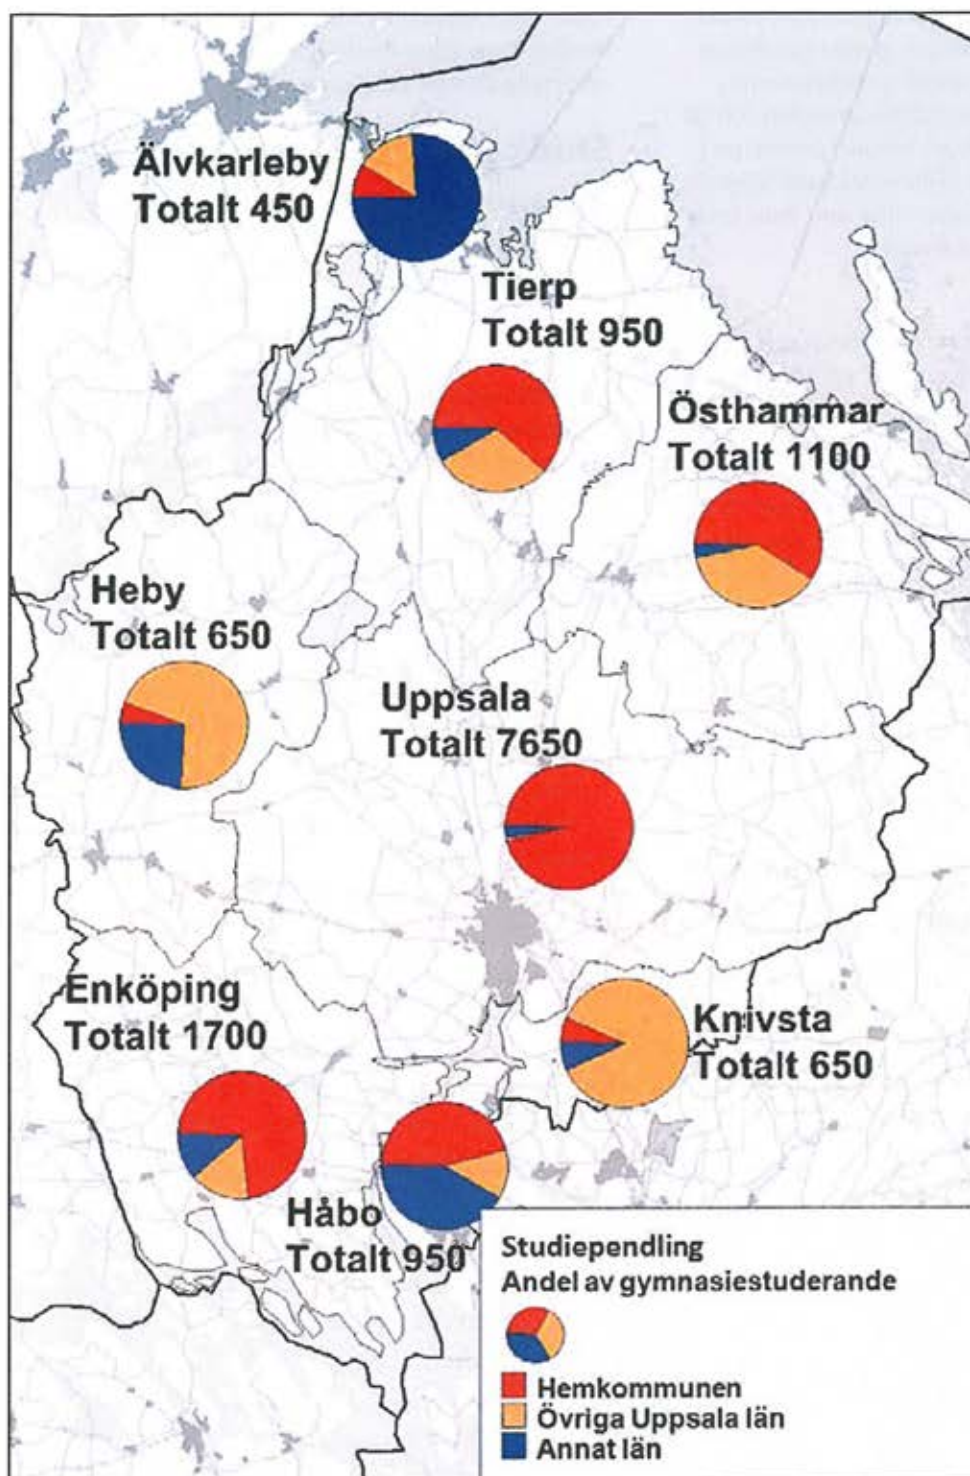 Älvkarleby
Totalt 450
Tierp
Totalt 950
Östhammar
Totalt 1100
Heby
Totalt 650
Uppsala
Totalt 7650
Enköping
Totalt 1700
Knivsta
Totalt 650
Håbo
Totalt 950
Studiependling
Andel av gymnasiestuderande
Hemkommunen
Övriga Uppsala län
Annat län